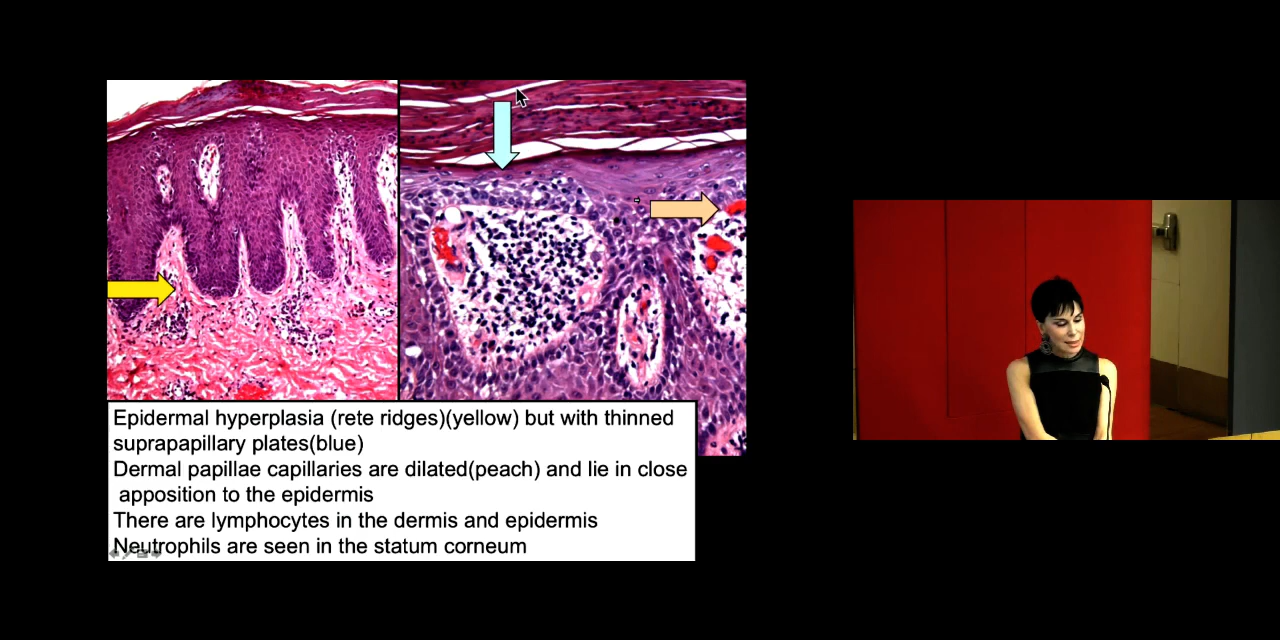 Epidermal hyperplasia (rete ridges)(yellow) but with thinned
suprapapillary plates(blue)
Dermal papillae capillaries are dilated(peach) and lie in close
apposition to the epidermis
There are lymphocytes in the dermis and epidermis
Neutrophils are seen in the statum corneum